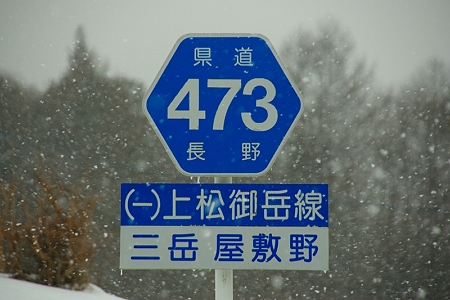 県道
473
長野
(一)上松御岳線
三岳 屋敷野